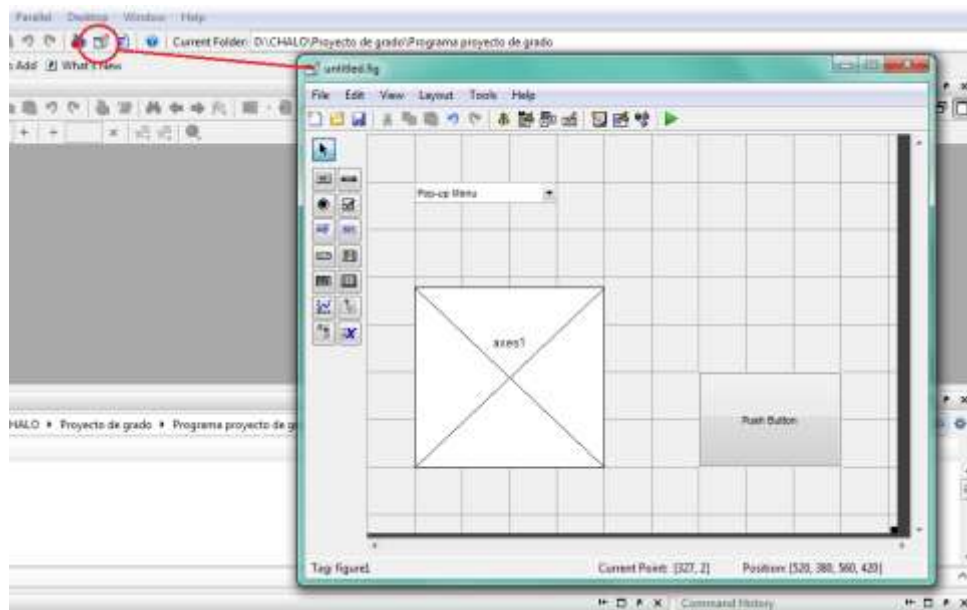 Parallel Desktop Window Help
Current Folder: D:\CHALO\Proyecto de grado\Programa proyecto de grado
Add What's New
untitled.fig
File Edit View Layout Tools Help
Pop-up Menu
axes1
Push Button
HALO Proyecto de grado Programa proyecto de g
Tag: figure1
Current Point: [327, 2]
Position: [520, 380, 560, 420]
Command History